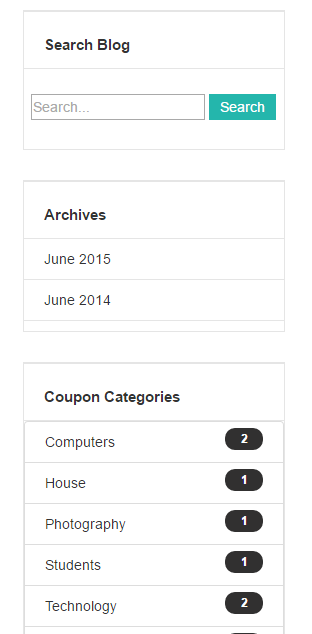 Search Blog
Search... Search
Archives
June 2015
June 2014
Coupon Categories
Computers 2
House 1
Photography 1
Students 1
Technology 2